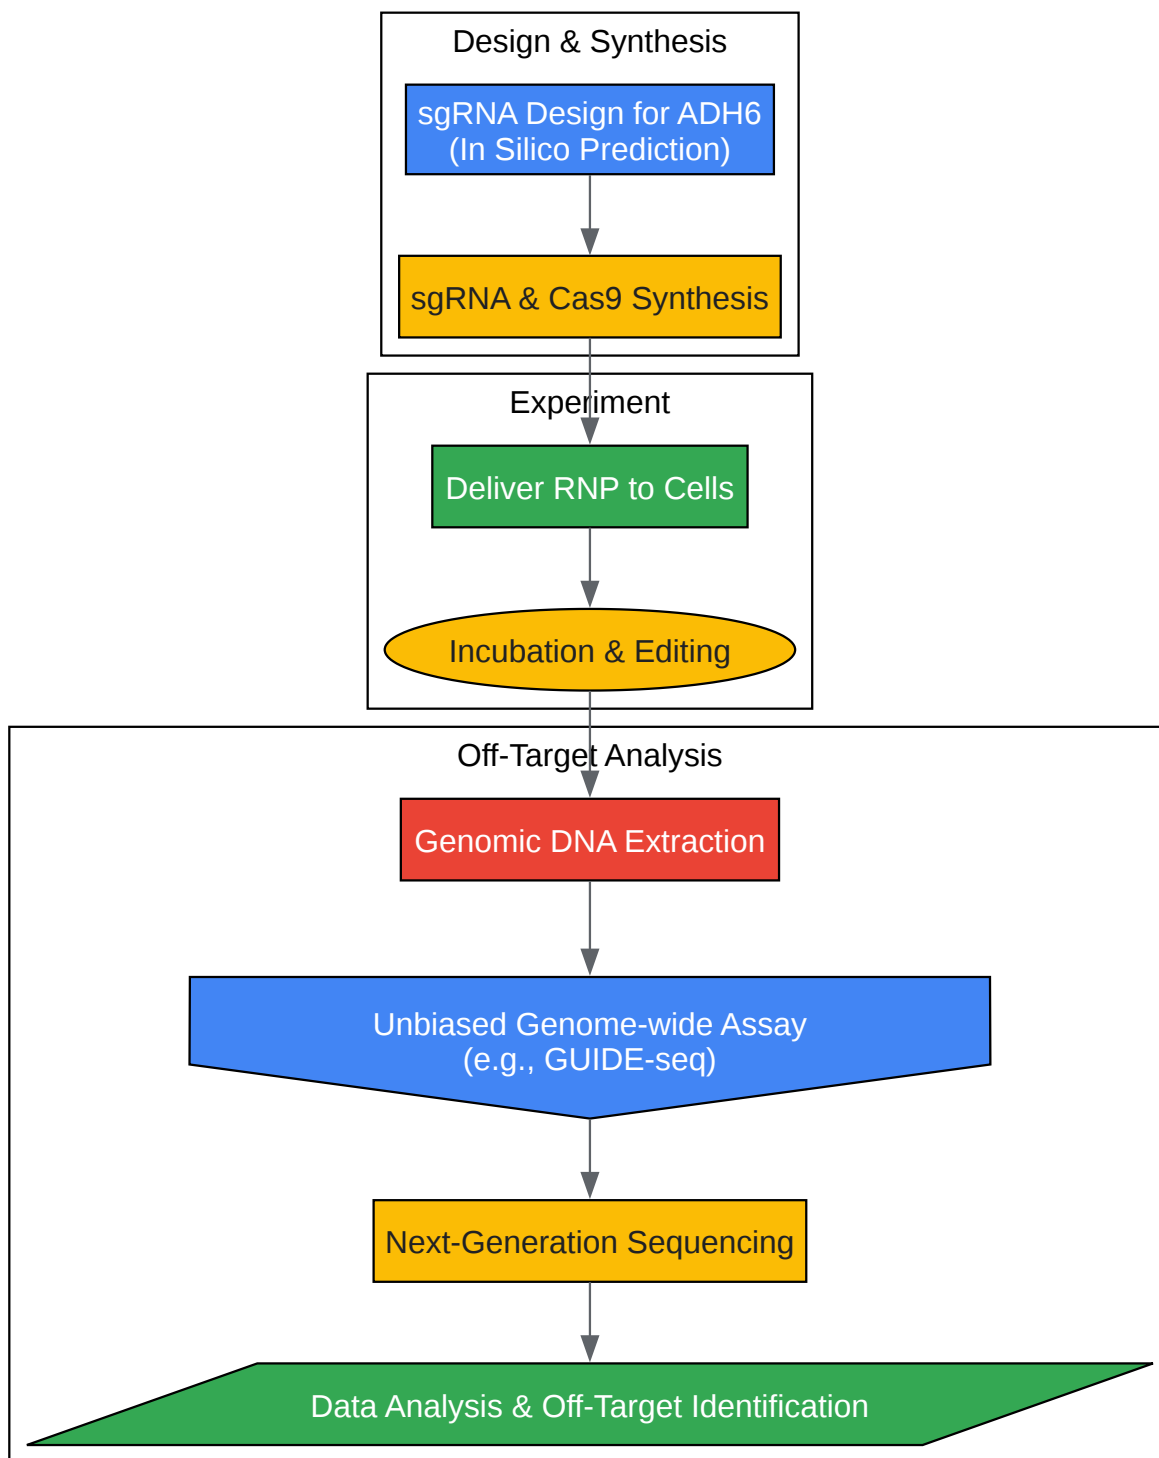 Design & Synthesis
sgRNA Design for ADH6
(In Silico Prediction)
sgRNA & Cas9 Synthesis
Experiment
Deliver RNP to Cells
Incubation & Editing
Off-Target Analysis
Genomic DNA Extraction
Unbiased Genome-wide Assay
(e.g., GUIDE-seq)
Next-Generation Sequencing
Data Analysis & Off-Target Identification